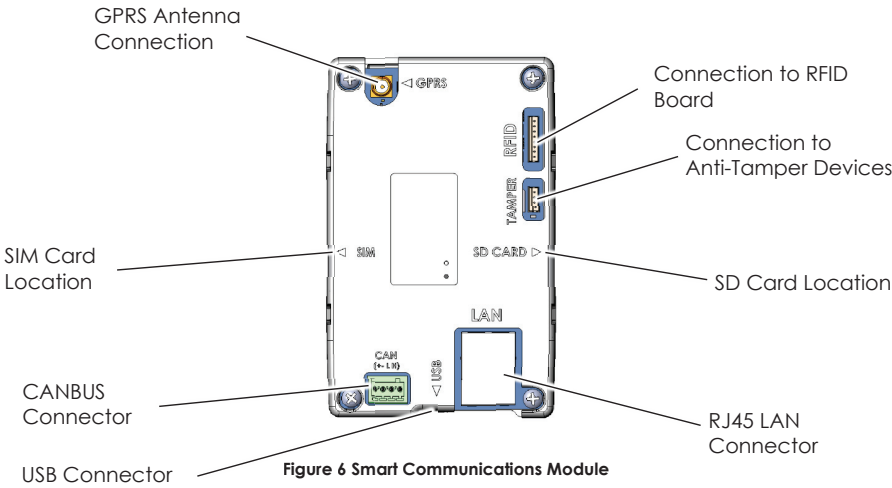 GPRS Antenna
Connection
GPRS
Connection to RFID
Board
RFID
Connection to
Anti-Tamper Devices
TAMPER
SIM Card
Location
SIM
SD CARD
SD Card Location
LAN
CAN
(+- L H)
USB
CANBUS
Connector
RJ45 LAN
Connector
USB Connector
Figure 6 Smart Communications Module